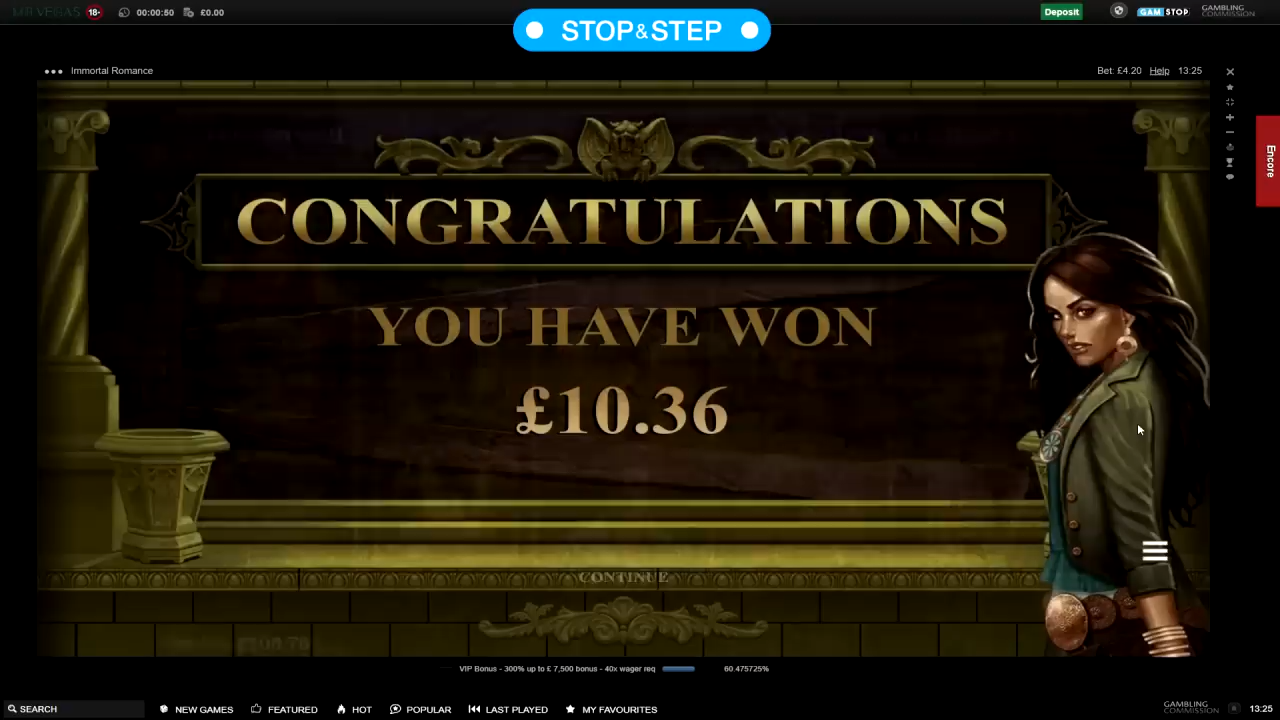 MR VEGAS 18+ 00:00:50 £0.00 Deposit GAMSTOP GAMBLING COMMISSION
STOP&STEP
Immortal Romance Bet: £4.20 Help 13:25
Encore
CONGRATULATIONS
YOU HAVE WON
£10.36
CONTINUE
VIP Bonus - 300% up to £ 7,500 bonus - 40x wager req 60.475725%
SEARCH NEW GAMES FEATURED HOT POPULAR LAST PLAYED MY FAVOURITES GAMBLING COMMISSION 13:25